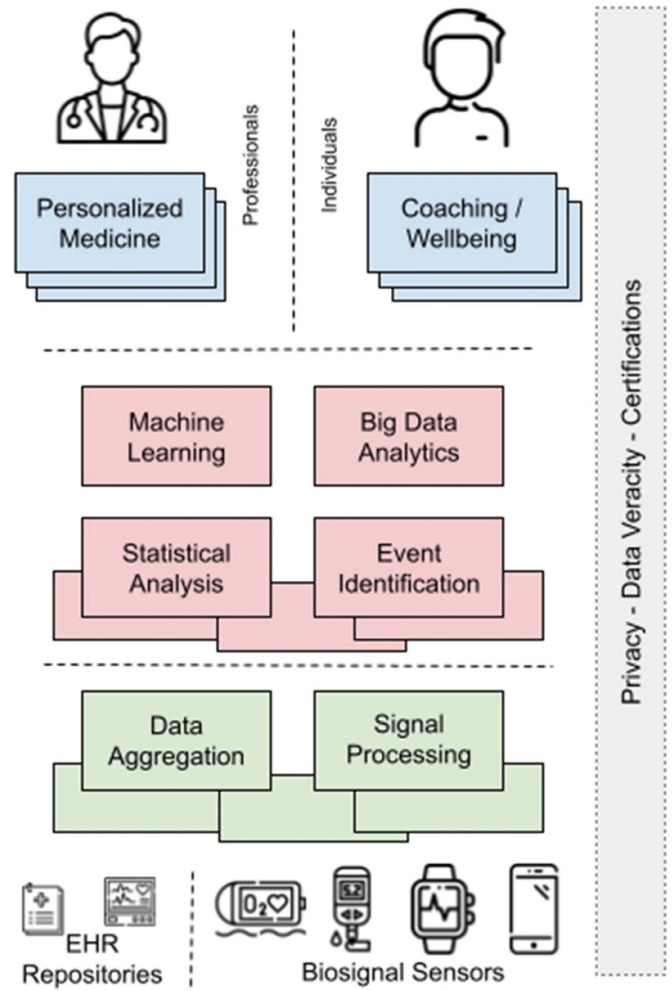 Professionals
Individuals
Personalized
Medicine
Coaching /
Wellbeing
Machine
Learning
Big Data
Analytics
Statistical
Analysis
Event
Identification
Data
Aggregation
Signal
Processing
O₂
5.2
EHR
Repositories
Biosignal Sensors
Privacy - Data Veracity - Certifications